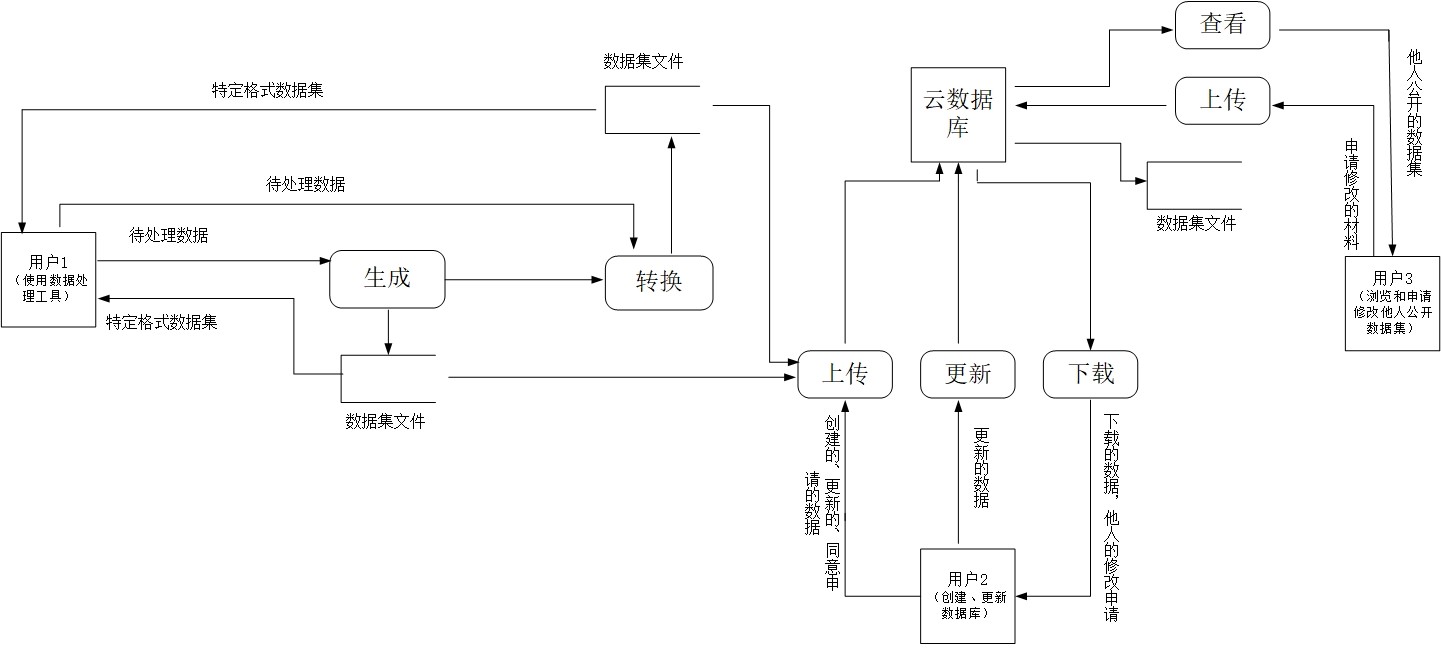 查看
数据集文件
特定格式数据集
云数据
库
上传
他人公开的数据集
申请修改的材料
待处理数据
数据集文件
待处理数据
用户1
（使用数据处
理工具）
生成
转换
用户3
（浏览和申请
修改他人公开
数据集）
特定格式数据集
上传
更新
下载
数据集文件
创建的、更新的、同意申
请的数据
更新的数据
下载的数据，他人的修改申请
用户2
（创建、更新
数据库）